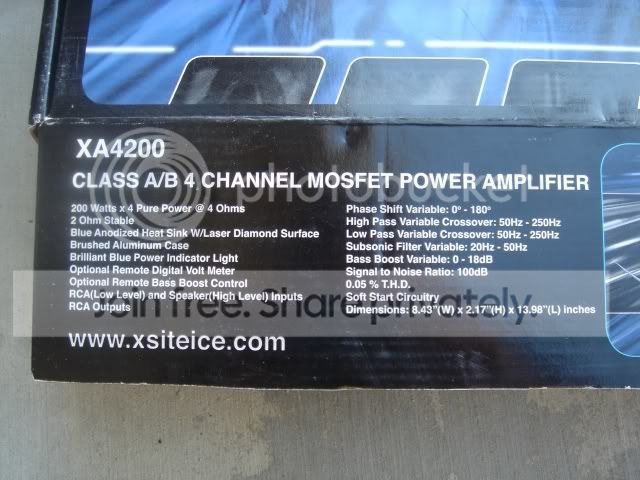 XA4200
CLASS A/B 4 CHANNEL MOSFET POWER AMPLIFIER
200 Watts x 4 Pure Power @ 4 Ohms
2 Ohm Stable
Blue Anodized Heat Sink W/Laser Diamond Surface
Brushed Aluminum Case
Brilliant Blue Power Indicator Light
Optional Remote Digital Volt Meter
Optional Remote Bass Boost Control
RCA(Low Level) and Speaker(High Level) Inputs
RCA Outputs
Phase Shift Variable: 0º - 180º
High Pass Variable Crossover: 50Hz - 250Hz
Low Pass Variable Crossover: 50Hz - 250Hz
Subsonic Filter Variable: 20Hz - 50Hz
Bass Boost Variable: 0 - 18dB
Signal to Noise Ratio: 100dB
0.05 % T.H.D.
Soft Start Circuitry
Dimensions: 8.43"(W) x 2.17"(H) x 13.98"(L) inches
www.xsiteice.com
photobucket
free. Share privately.